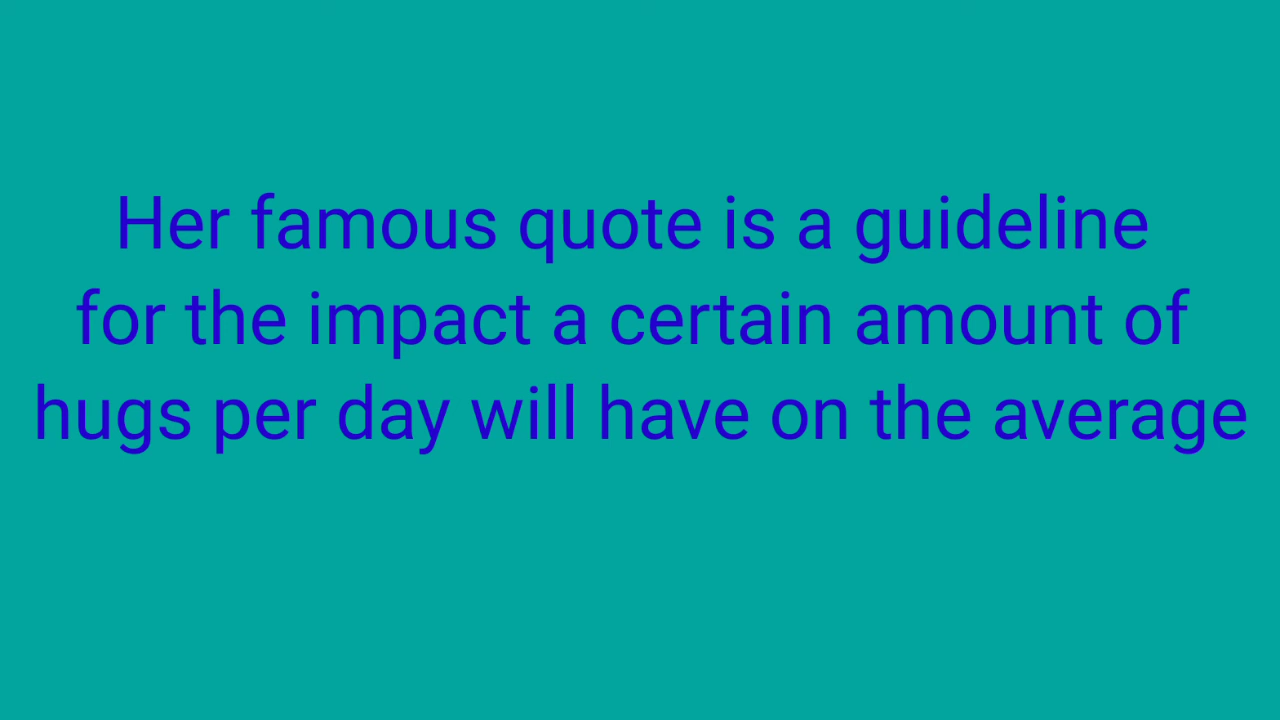 Her famous quote is a guideline
for the impact a certain amount of
hugs per day will have on the average